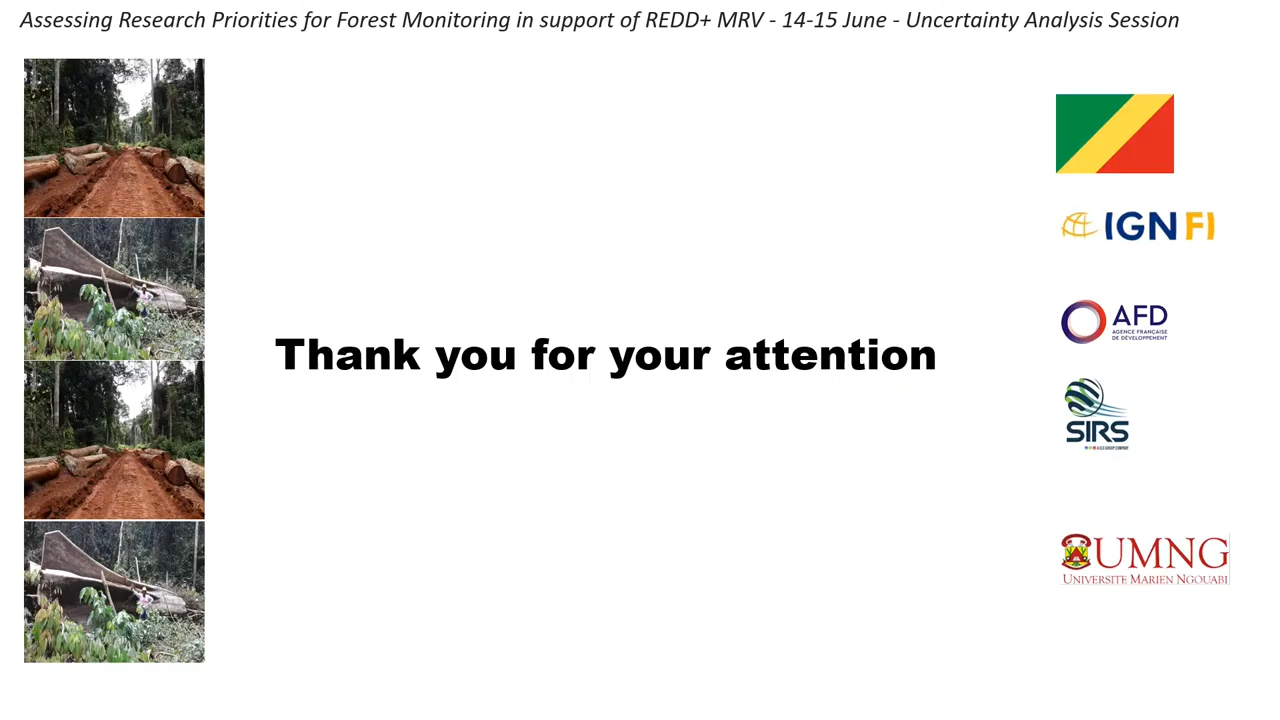 Assessing Research Priorities for Forest Monitoring in support of REDD+ MRV - 14-15 June - Uncertainty Analysis Session
IGN FI
AFD
AGENCE FRANÇAISE
DE DÉVELOPPEMENT
Thank you for your attention
SIRS
UMNG
UNIVERSITE MARIEN NGOUABI